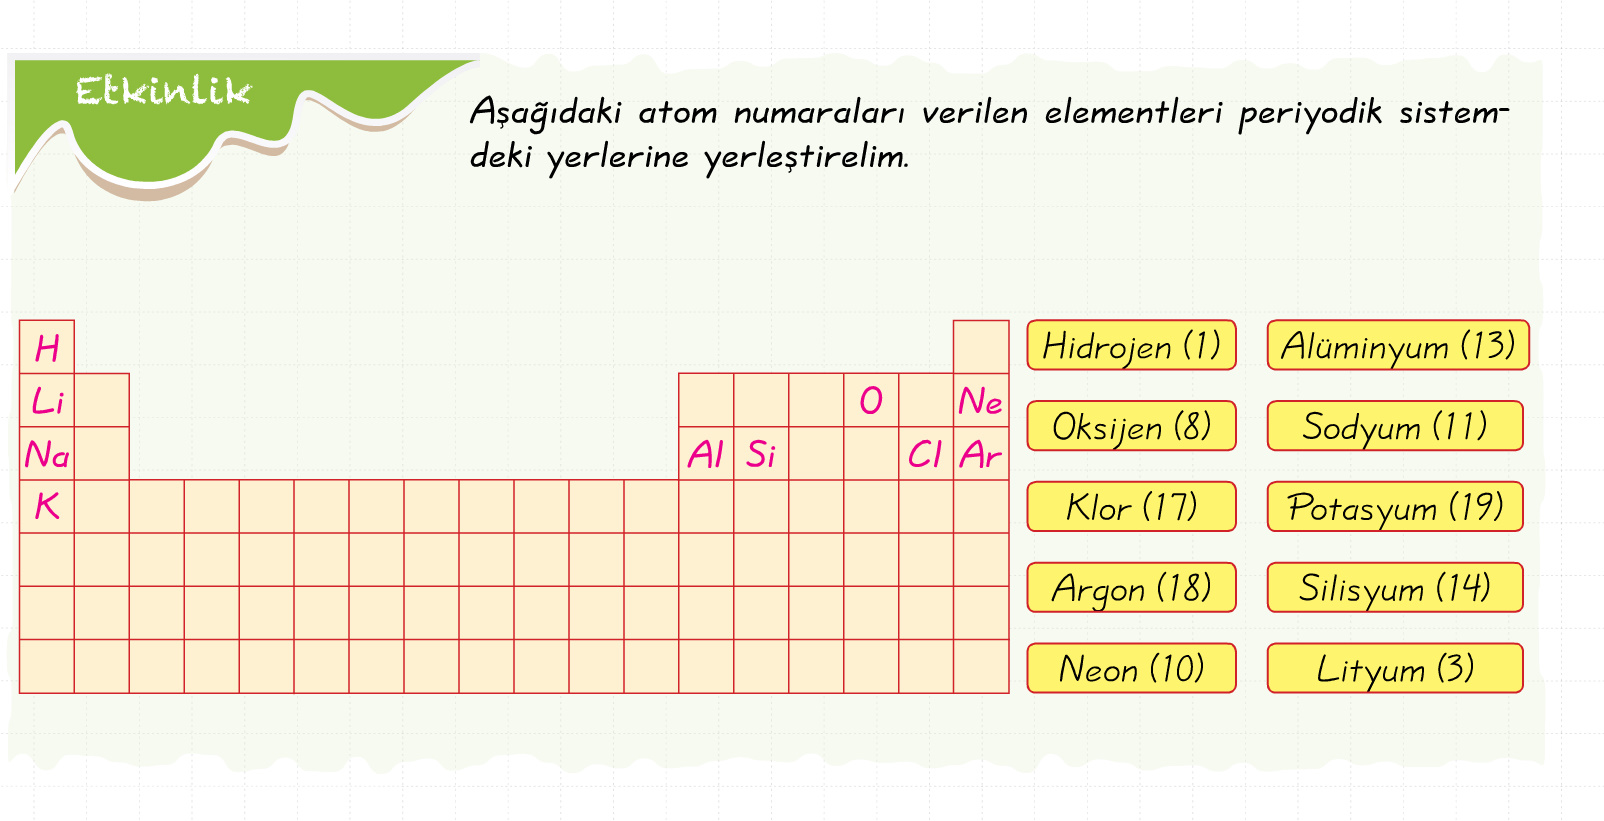 Etkinlik
Aşağıdaki atom numaraları verilen elementleri periyodik sistem-
deki yerlerine yerleştirelim.
H
Li O Ne
Na Al Si Cl Ar
K
Hidrojen (1) Alüminyum (13)
Oksijen (8) Sodyum (11)
Klor (17) Potasyum (19)
Argon (18) Silisyum (14)
Neon (10) Lityum (3)